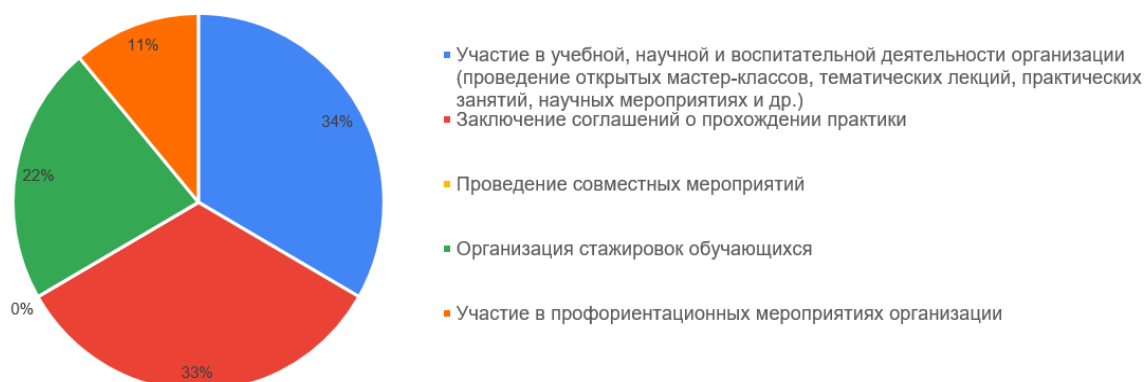 11%
34%
22%
0%
33%
Участие в учебной, научной и воспитательной деятельности организации
(проведение открытых мастер-классов, тематических лекций, практических
занятий, научных мероприятиях и др.)
Заключение соглашений о прохождении практики
Проведение совместных мероприятий
Организация стажировок обучающихся
Участие в профориентационных мероприятиях организации